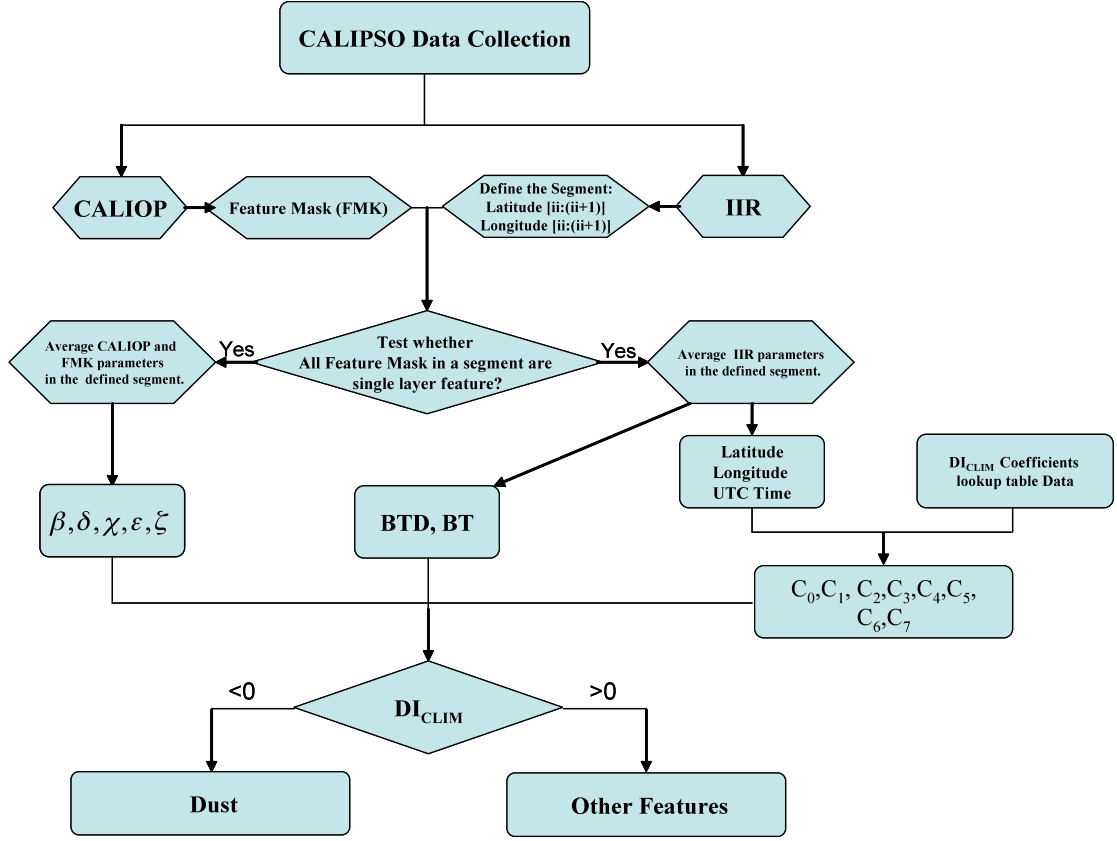 CALIPSO Data Collection
CALIOP
Feature Mask (FMK)
Define the Segment:
Latitude [ii:(ii+1)]
Longitude [ii:(ii+1)]
IIR
Average CALIOP and
FMK parameters
in the defined segment.
Yes
Test whether
All Feature Mask in a segment are
single layer feature?
Yes
Average IIR parameters
in the defined segment.
Latitude
Longitude
UTC Time
DI_CLIM Coefficients
lookup table Data
β,δ,χ,ε,ζ
BTD, BT
C₀,C₁, C₂,C₃,C₄,C₅,
C₆,C₇
<0
DI_CLIM
>0
Dust
Other Features